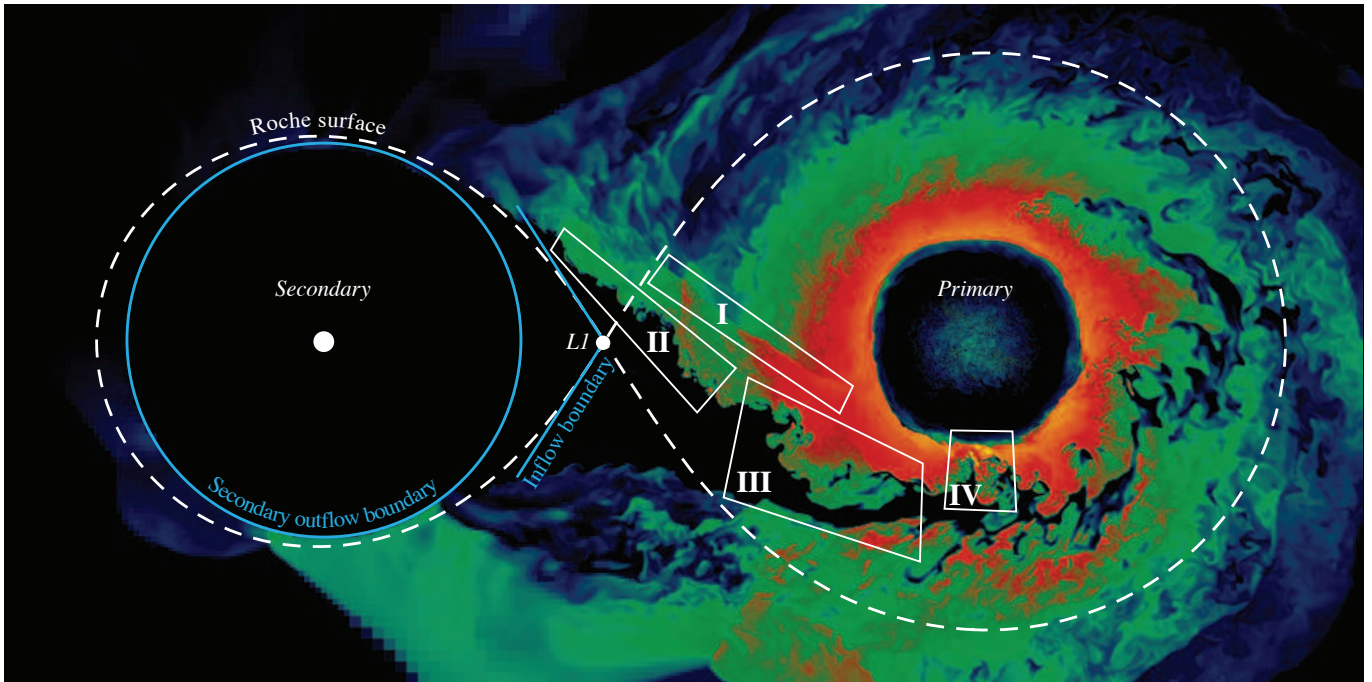 Roche surface
Secondary
Primary
I
L1
II
Inflow boundary
III
IV
Secondary outflow boundary